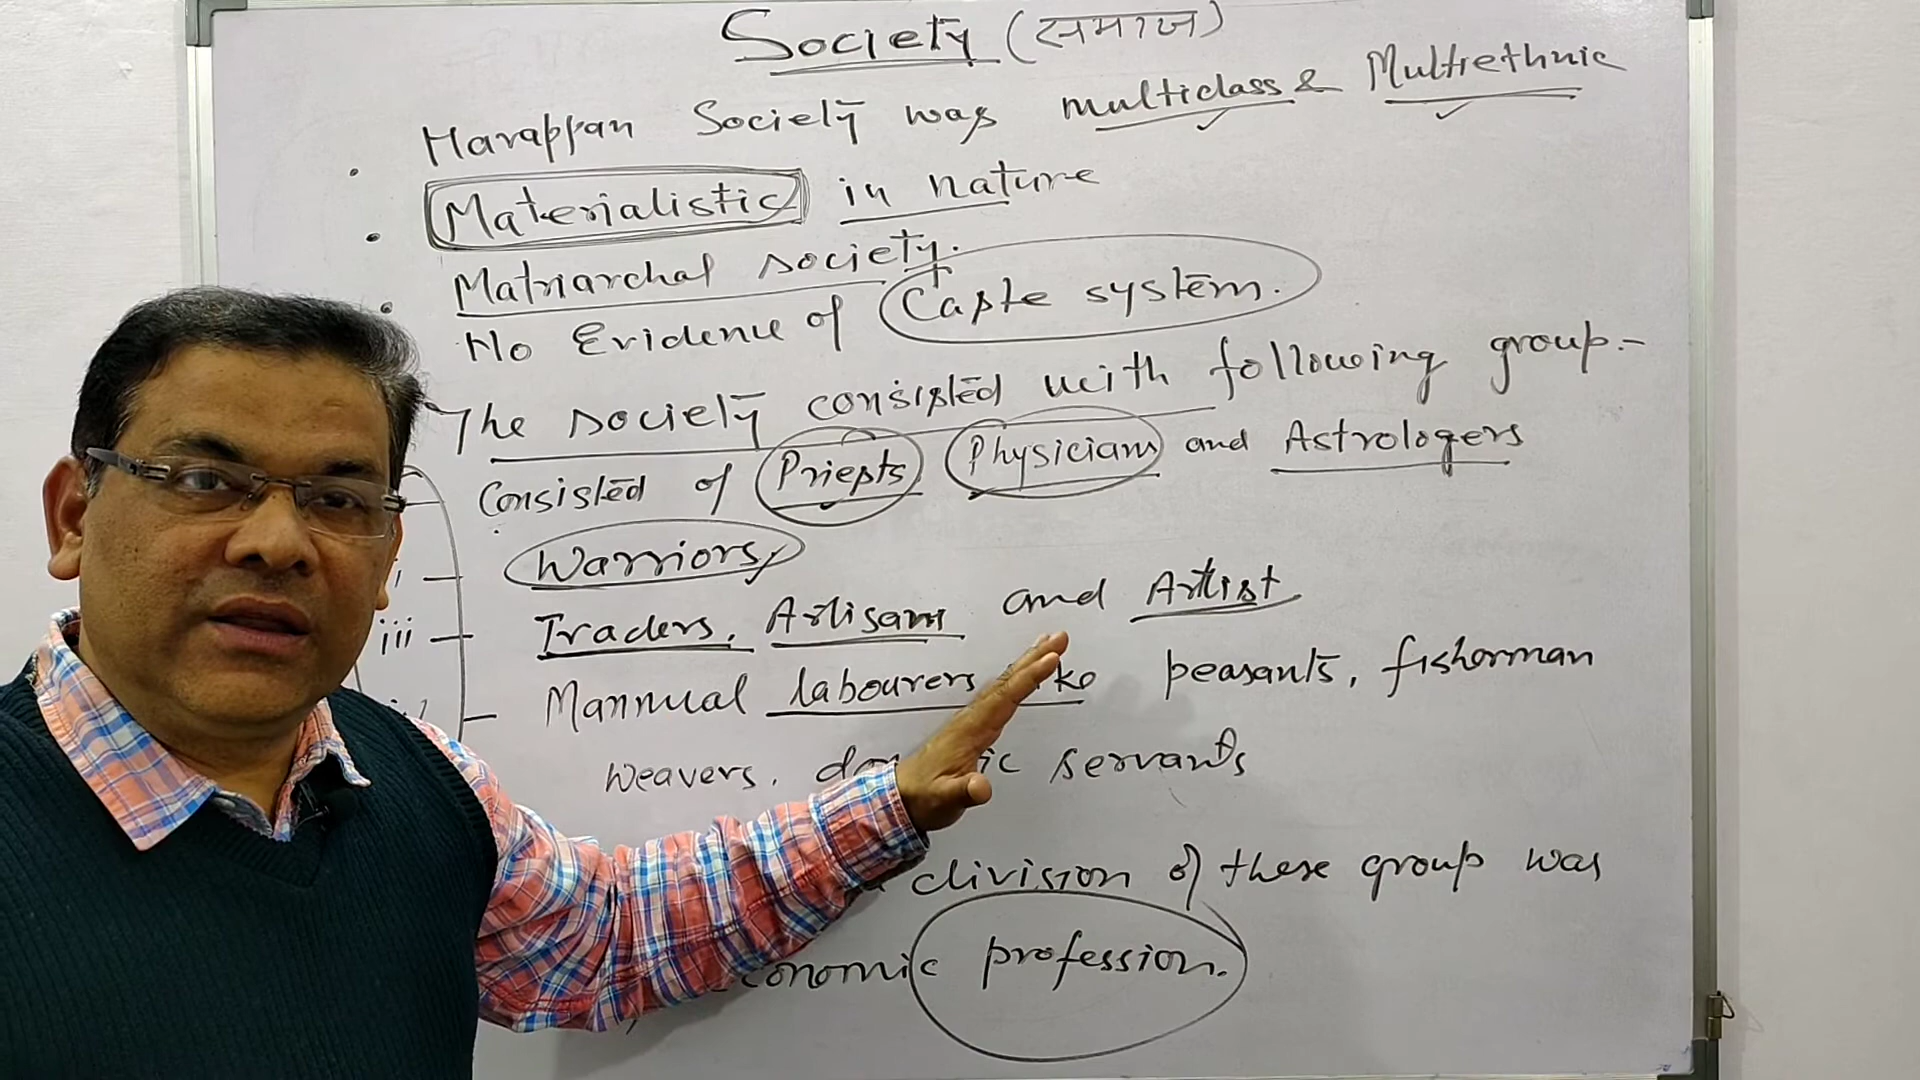 Society (समाज)
Harappan Society was multiclass & Multiethnic
Materialistic in nature
Matriarchal society.
No Evidence of Caste system.
The society consisted with following group:-
Consisted of Priests Physicians and Astrologers
Warriors,
iii - Traders, Artisans and Artist
Mannual labourers peasants, fisherman
weavers, servants
division of these group was
profession.